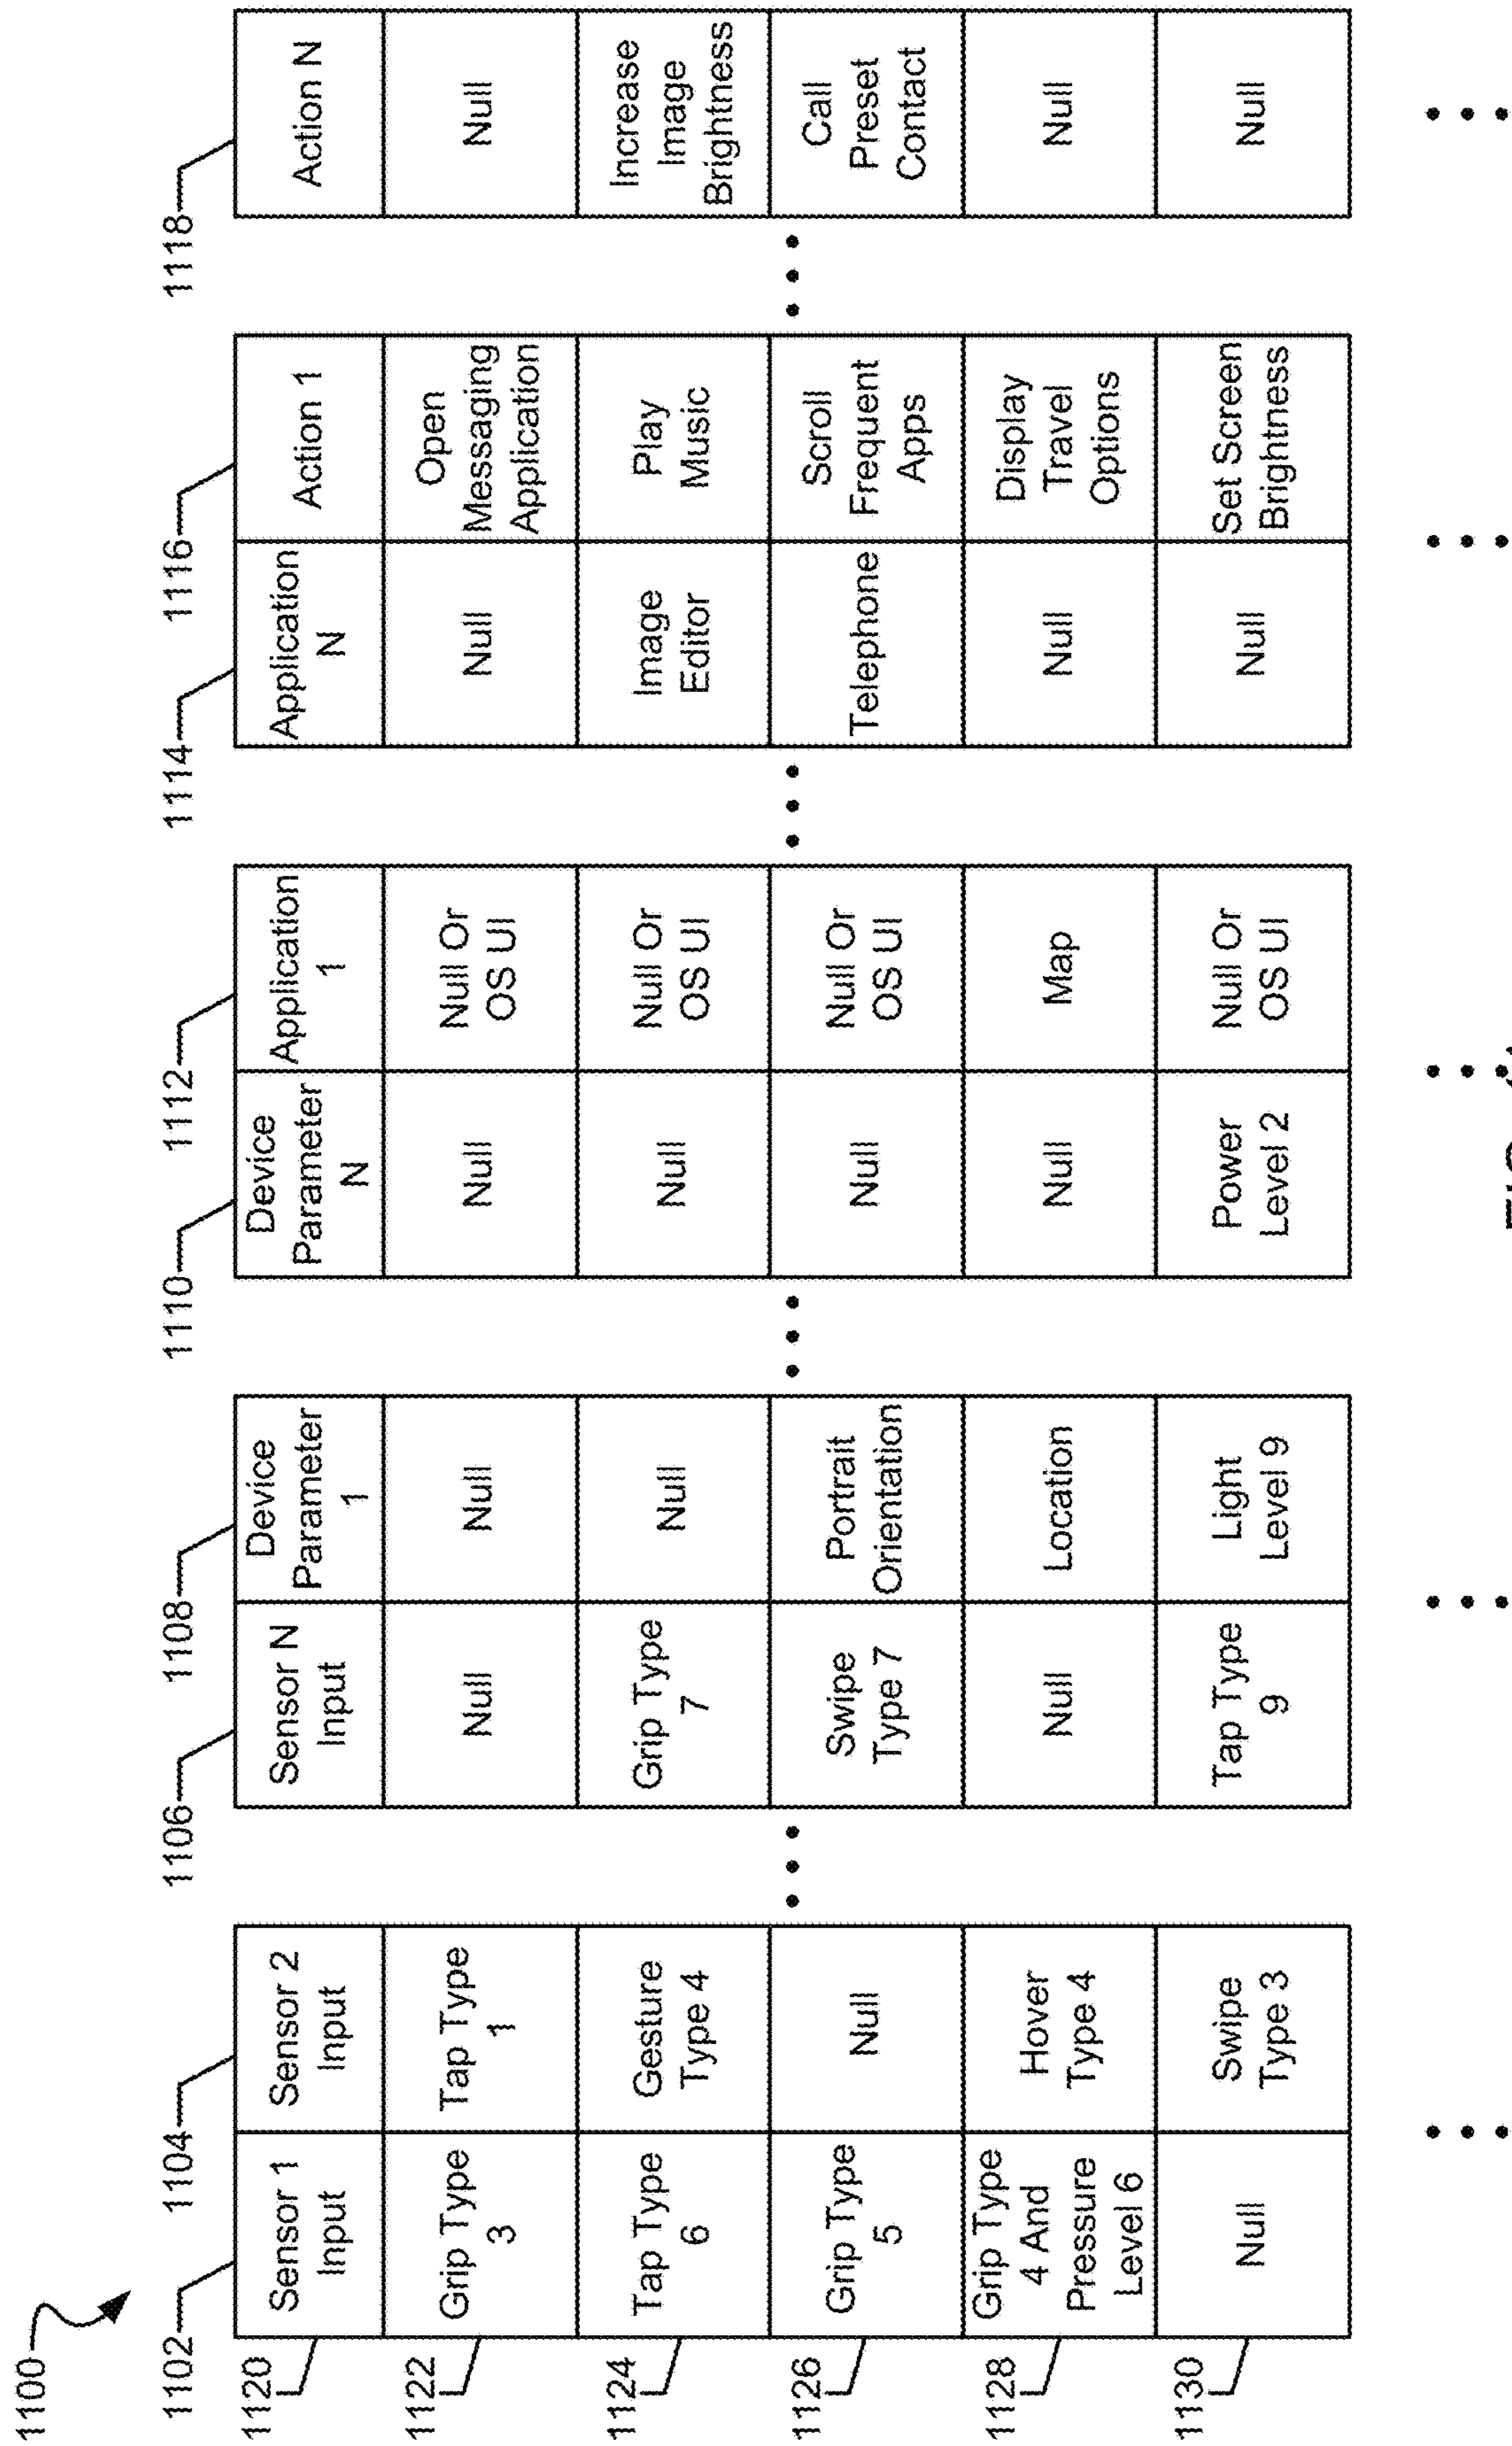 1100
1102
1104
1106
1108
1110
1112
1114
1116
1118
1120
Sensor 1
Input
Sensor 2
Input
Sensor N
Input
Device
Parameter
1
Device
Parameter
N
Application
1
Application
N
Action 1
Action N
1122
Grip Type
3
Tap Type
1
Null
Null
Null
Null Or
OS UI
Null
Open
Messaging
Application
Null
1124
Tap Type
6
Gesture
Type 4
Grip Type
7
Null
Null
Null Or
OS UI
Image
Editor
Play
Music
Increase
Image
Brightness
1126
Grip Type
5
Null
Swipe
Type 7
Portrait
Orientation
Null
Null Or
OS UI
Telephone
Scroll
Frequent
Apps
Call
Preset
Contact
1128
Grip Type
4 And
Pressure
Level 6
Hover
Type 4
Null
Location
Null
Map
Null
Display
Travel
Options
Null
1130
Null
Swipe
Type 3
Tap Type
9
Light
Level 9
Power
Level 2
Null Or
OS UI
Null
Set Screen
Brightness
Null